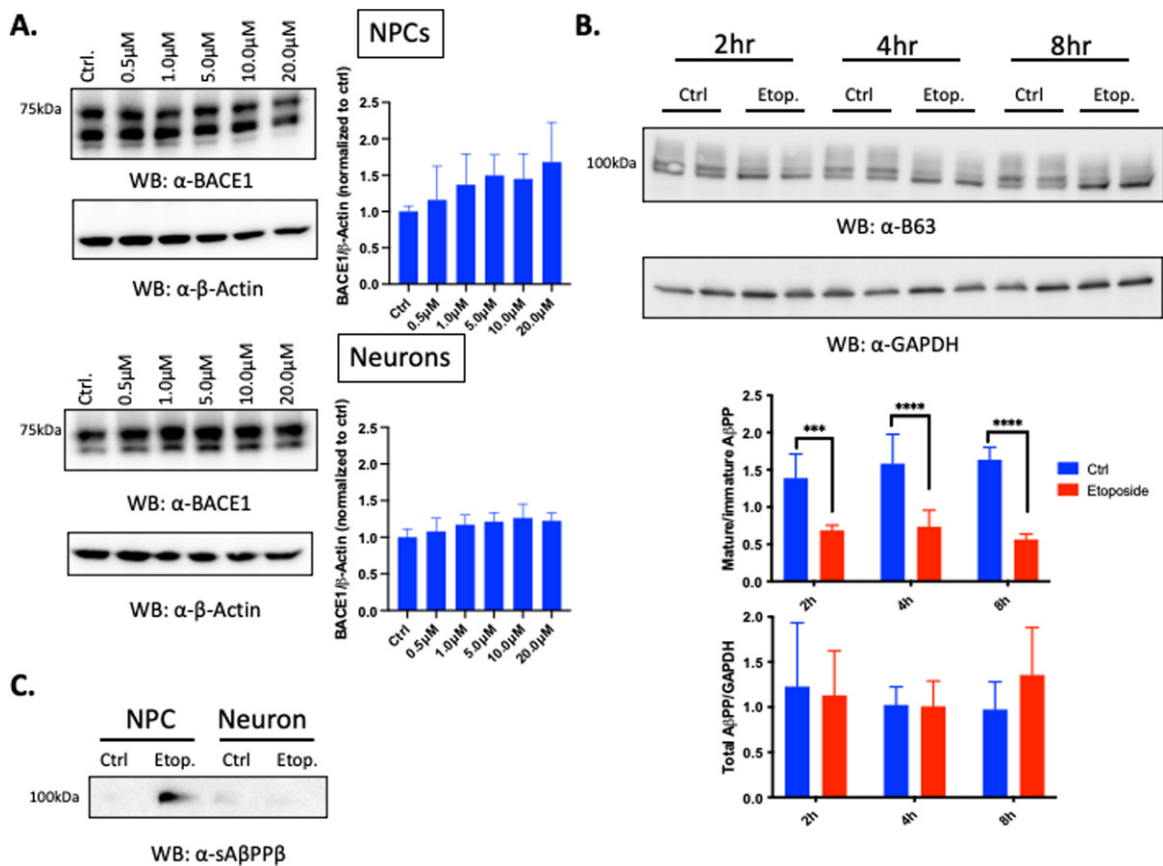 A.
NPCs
Ctrl.
0.5μM
1.0μM
5.0μM
10.0μM
20.0μM
75kDa
WB: α-BACE1
WB: α-β-Actin
BACE1/β-Actin (normalized to ctrl)
2.5
2.0
1.5
1.0
0.5
0.0
Ctrl
0.5μM
1.0μM
5.0μM
10.0μM
20.0μM
Neurons
Ctrl.
0.5μM
1.0μM
5.0μM
10.0μM
20.0μM
75kDa
WB: α-BACE1
WB: α-β-Actin
BACE1/β-Actin (normalized to ctrl)
2.5
2.0
1.5
1.0
0.5
0.0
Ctrl
0.5μM
1.0μM
5.0μM
10.0μM
20.0μM
B.
2hr 4hr 8hr
Ctrl Etop. Ctrl Etop. Ctrl Etop.
100kDa
WB: α-B63
WB: α-GAPDH
Mature/immature AβPP
2.5
2.0
1.5
1.0
0.5
0.0
*** **** ****
2h 4h 8h
Ctrl
Etoposide
Total AβPP/GAPDH
2.5
2.0
1.5
1.0
0.5
0.0
2h 4h 8h
C.
NPC Neuron
Ctrl Etop. Ctrl Etop.
100kDa
WB: α-sAβPPβ